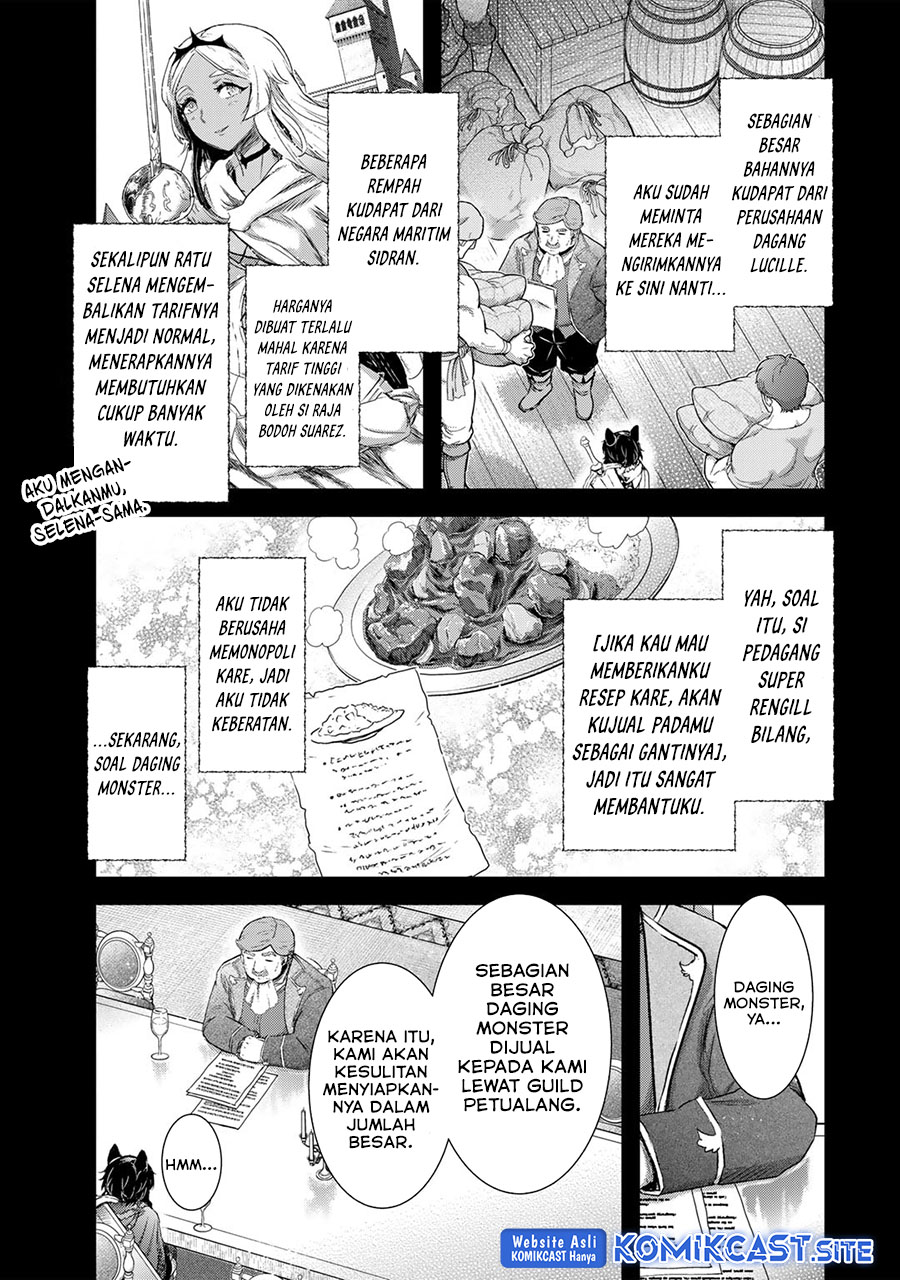 SEBAGIAN
BESAR
BAHANNYA
KUDAPAT DARI
PERUSAHAAN
DAGANG
LUCILLE.
AKU SUDAH
MEMINTA
MEREKA ME-
NGIRIMKANNYA
KE SINI NANTI...
BEBERAPA
REMPAH
KUDAPAT DARI
NEGARA MARITIM
SIDRAN.
HARGANYA
DIBUAT TERLALU
MAHAL KARENA
TARIF TINGGI
YANG DIKENAKAN
OLEH SI RAJA
BODOH SUAREZ.
SEKALIPUN RATU
SELENA MENGEM-
BALIKAN TARIFNYA
MENJADI NORMAL,
MENERAPKANNYA
MEMBUTUHKAN
CUKUP BANYAK
WAKTU.
AKU MENGAN-
DALKANMU,
SELENA-SAMA.
YAH, SOAL
ITU, SI
PEDAGANG
SUPER
RENGILL
BILANG,
[JIKA KAU MAU
MEMBERIKANKU
RESEP KARE, AKAN
KUJUAL PADAMU
SEBAGAI GANTINYA],
JADI ITU SANGAT
MEMBANTUKU.
AKU TIDAK
BERUSAHA
MEMONOPOLI
KARE, JADI
AKU TIDAK
KEBERATAN.
...SEKARANG,
SOAL DAGING
MONSTER...
DAGING
MONSTER,
YA...
SEBAGIAN
BESAR
DAGING
MONSTER
DIJUAL
KEPADA KAMI
LEWAT GUILD
PETUALANG.
KARENA ITU,
KAMI AKAN
KESULITAN
MENYIAPKAN-
NYA DALAM
JUMLAH
BESAR.
HMM...
Website Asli
KOMIKCAST Hanya
KOMIKCAST.SITE